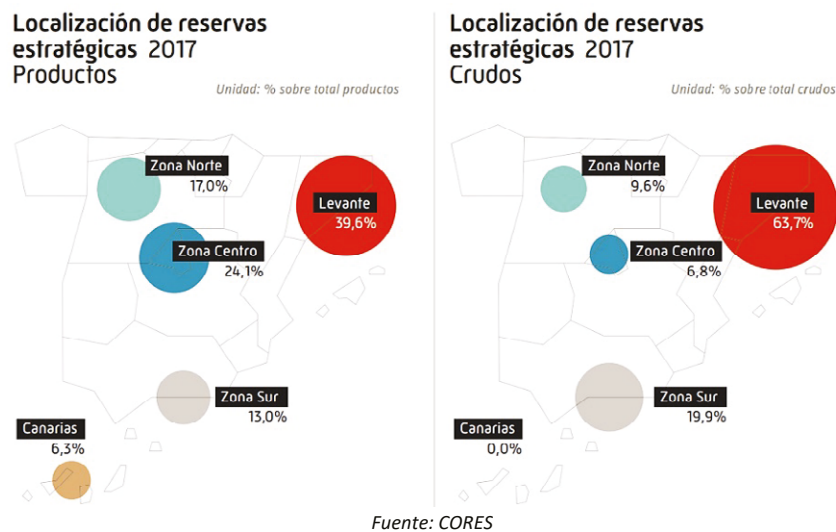 Localización de reservas
estratégicas 2017
Productos
Unidad: % sobre total productos
Zona Norte
17,0%
Levante
39,6%
Zona Centro
24,1%
Zona Sur
13,0%
Canarias
6,3%
Localización de reservas
estratégicas 2017
Crudos
Unidad: % sobre total crudos
Zona Norte
9,6%
Levante
63,7%
Zona Centro
6,8%
Zona Sur
19,9%
Canarias
0,0%
Fuente: CORES